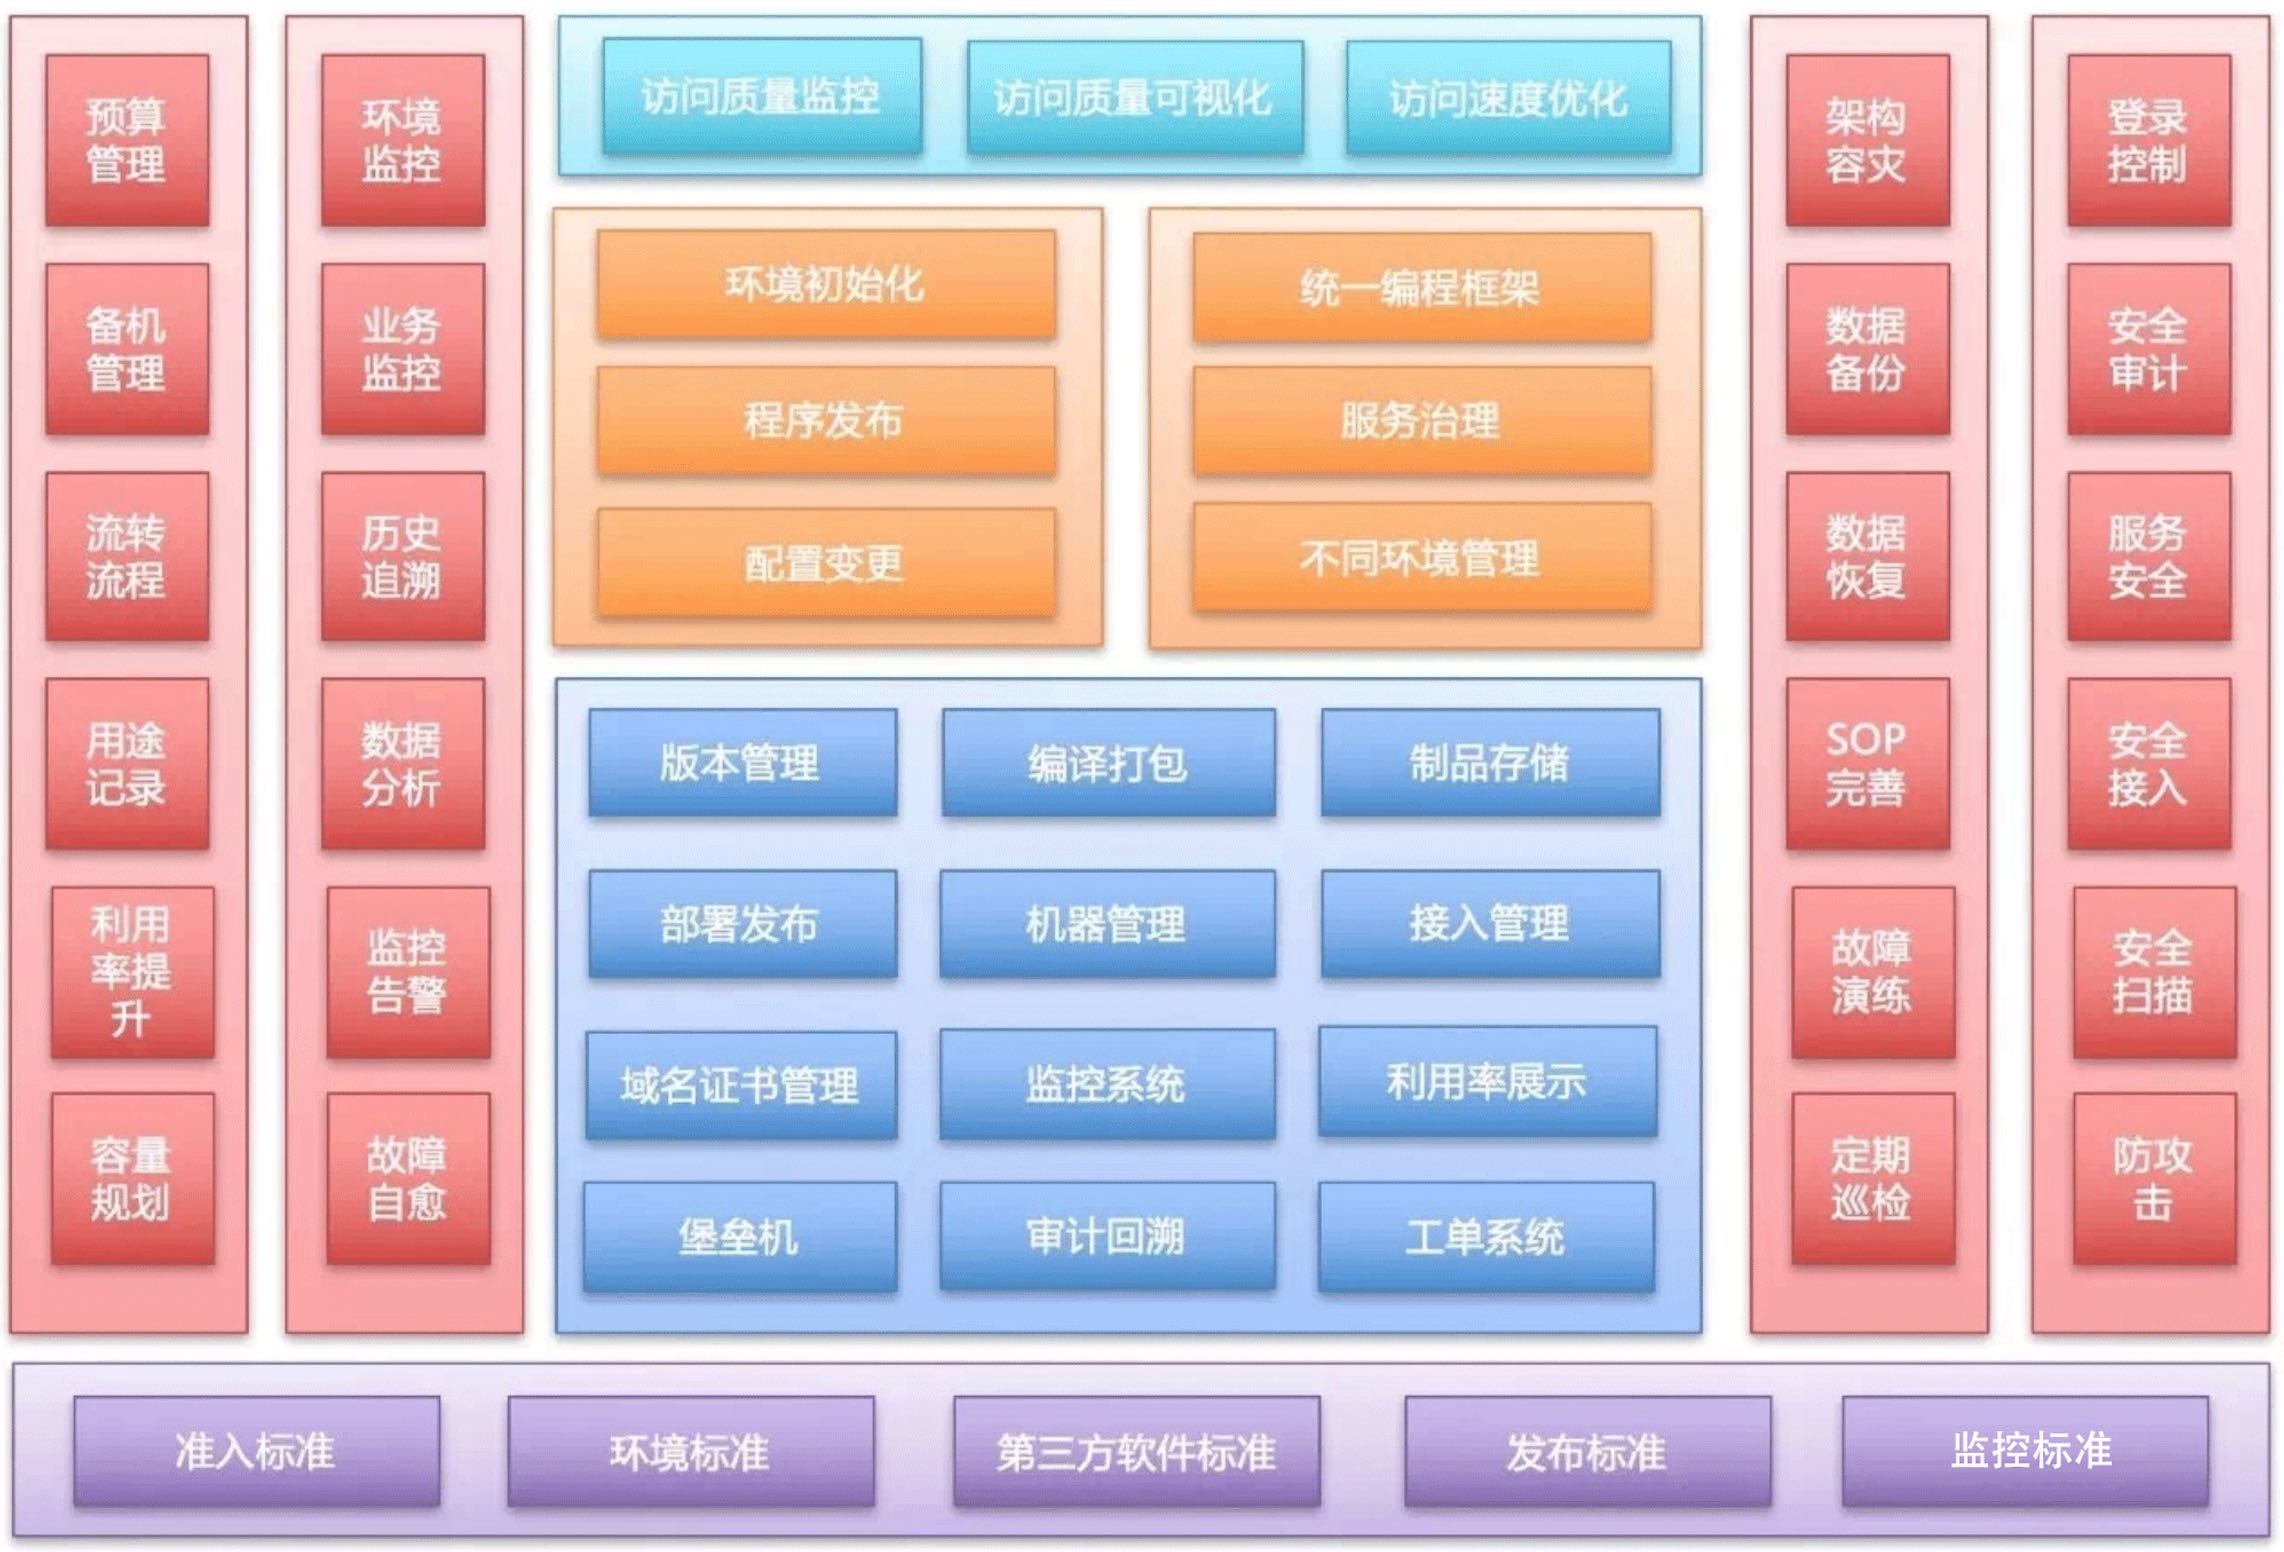 预算
管理
备机
管理
流转
流程
用途
记录
利用
率提
升
容量
规划
环境
监控
业务
监控
历史
追溯
数据
分析
监控
告警
故障
自愈
访问质量监控
访问质量可视化
访问速度优化
环境初始化
程序发布
配置变更
统一编程框架
服务治理
不同环境管理
版本管理
编译打包
制品存储
部署发布
机器管理
接入管理
域名证书管理
监控系统
利用率展示
堡垒机
审计回溯
工单系统
架构
容灾
数据
备份
数据
恢复
SOP
完善
故障
演练
定期
巡检
登录
控制
安全
审计
服务
安全
安全
接入
安全
扫描
防攻
击
准入标准
环境标准
第三方软件标准
发布标准
监控标准